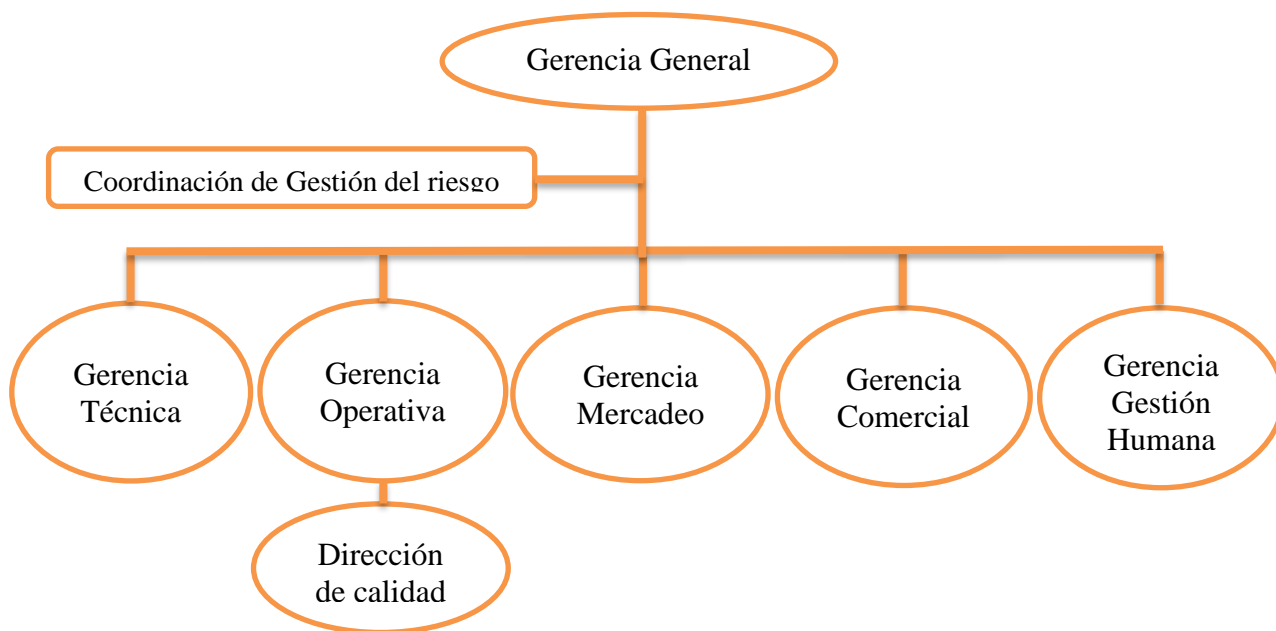 Gerencia General
Coordinación de Gestión del riesgo
Gerencia
Técnica
Gerencia
Operativa
Gerencia
Mercadeo
Gerencia
Comercial
Gerencia
Gestión
Humana
Dirección
de calidad